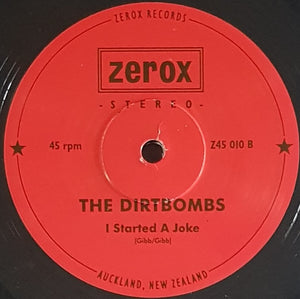 ZEROX RECORDS
zerox
-STEREO-
45 rpm
Z45 010 B
THE DIRTBOMBS
I Started A Joke
[Gibb/Gibb]
AUCKLAND, NEW ZEALAND